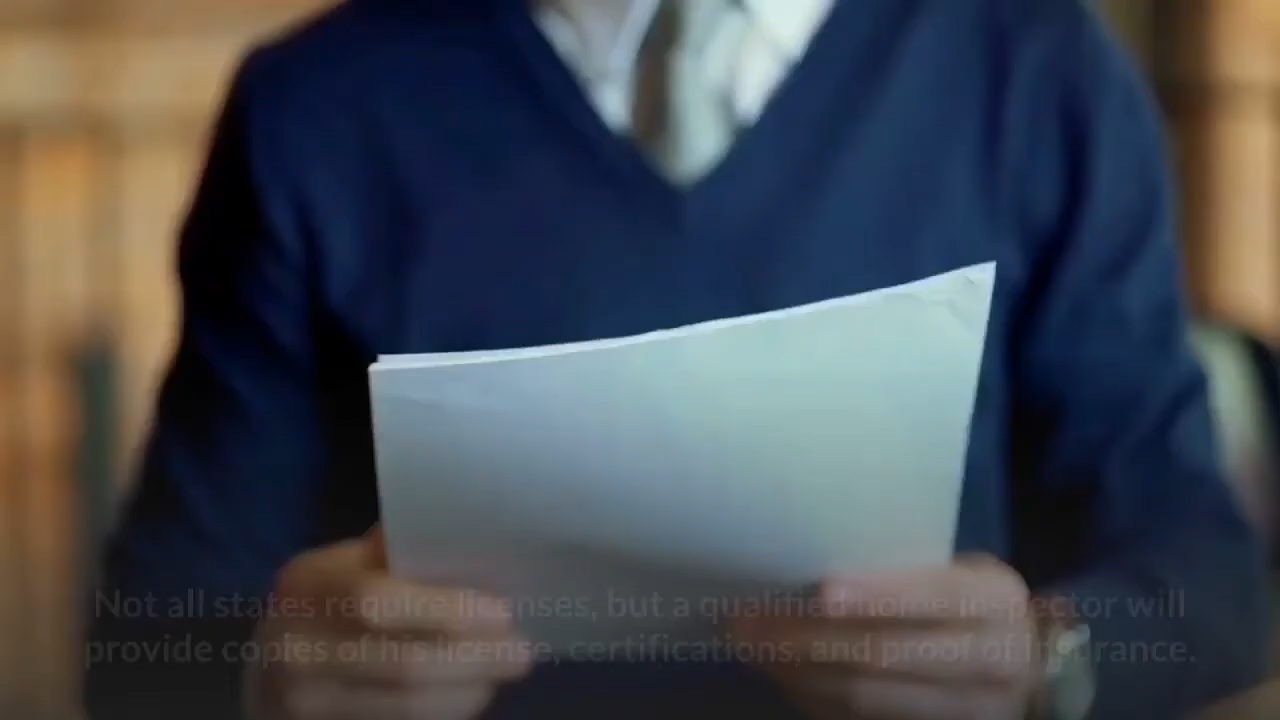 Not all states require licenses, but a qualified home inspector will
provide copies of his license, certifications, and proof of insurance.